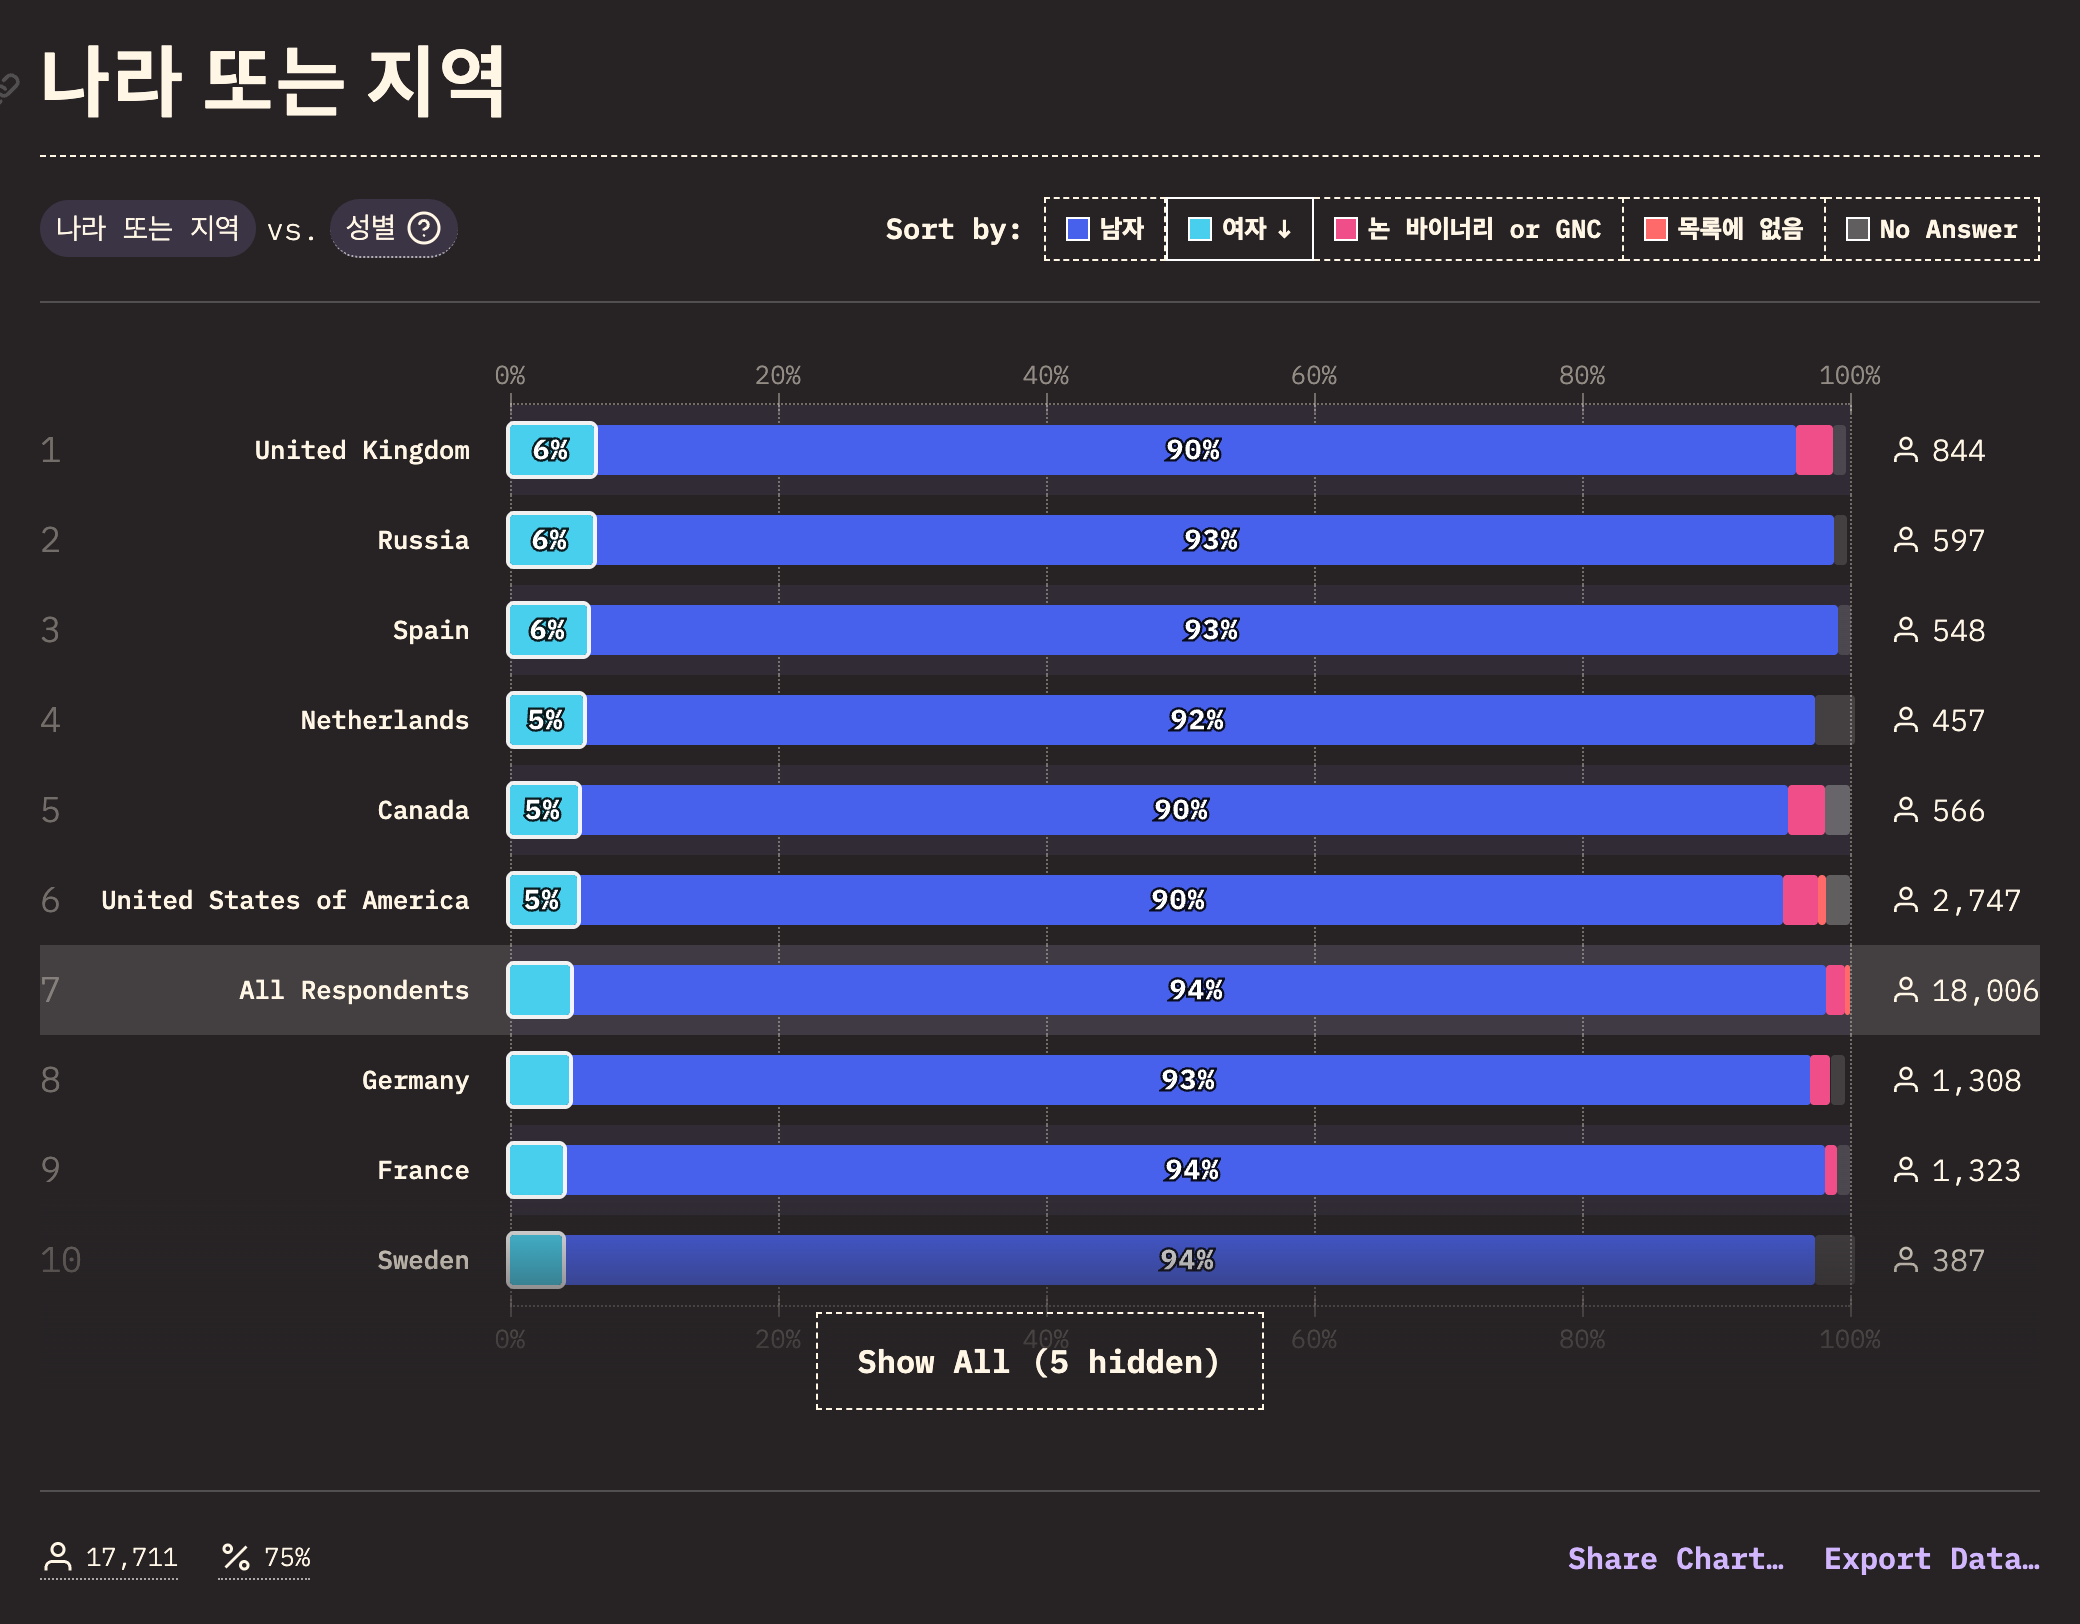 나라 또는 지역
나라 또는 지역 vs. 성별 ?
Sort by: 남자 여자 ↓ 논 바이너리 or GNC 목록에 없음 No Answer
0% 20% 40% 60% 80% 100%
1 United Kingdom 6% 90% 844
2 Russia 6% 93% 597
3 Spain 6% 93% 548
4 Netherlands 5% 92% 457
5 Canada 5% 90% 566
6 United States of America 5% 90% 2,747
7 All Respondents 94% 18,006
8 Germany 93% 1,308
9 France 94% 1,323
10 Sweden 94% 387
0% 20% 40% 60% 80% 100%
Show All (5 hidden)
17,711 % 75%
Share Chart… Export Data…